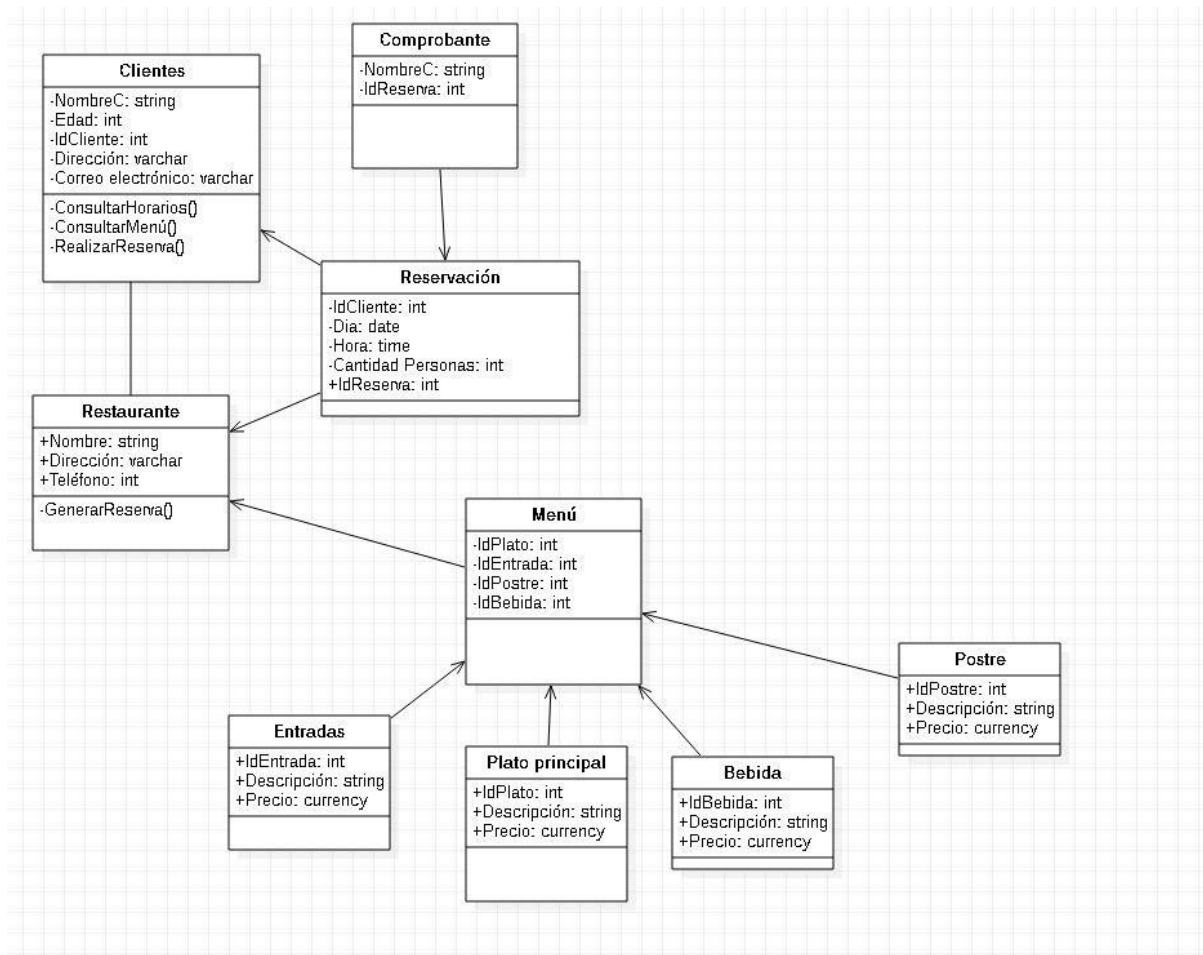 Comprobante
-NombreC: string
-IdReserva: int
Clientes
-NombreC: string
-Edad: int
-IdCliente: int
-Dirección: varchar
-Correo electrónico: varchar
-ConsultarHorarios()
-ConsultarMenú()
-RealizarReserva()
Reservación
-IdCliente: int
-Dia: date
-Hora: time
-Cantidad Personas: int
+IdReserva: int
Restaurante
+Nombre: string
+Dirección: varchar
+Teléfono: int
-GenerarReserva()
Menú
-IdPlato: int
-IdEntrada: int
-IdPostre: int
-IdBebida: int
Postre
+IdPostre: int
+Descripción: string
+Precio: currency
Entradas
+IdEntrada: int
+Descripción: string
+Precio: currency
Plato principal
+IdPlato: int
+Descripción: string
+Precio: currency
Bebida
+IdBebida: int
+Descripción: string
+Precio: currency